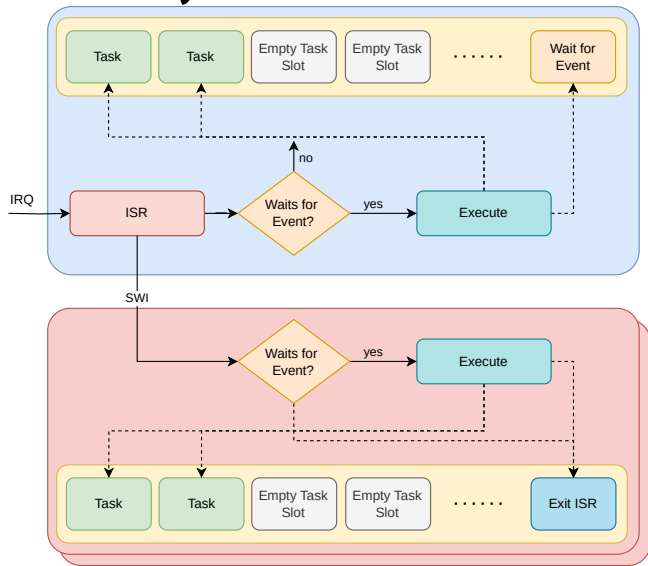 Task
Task
Empty Task
Slot
Empty Task
Slot
......
Wait for
Event
no
IRQ
ISR
Waits for
Event?
yes
Execute
SWI
Waits for
Event?
yes
Execute
Task
Task
Empty Task
Slot
Empty Task
Slot
......
Exit ISR